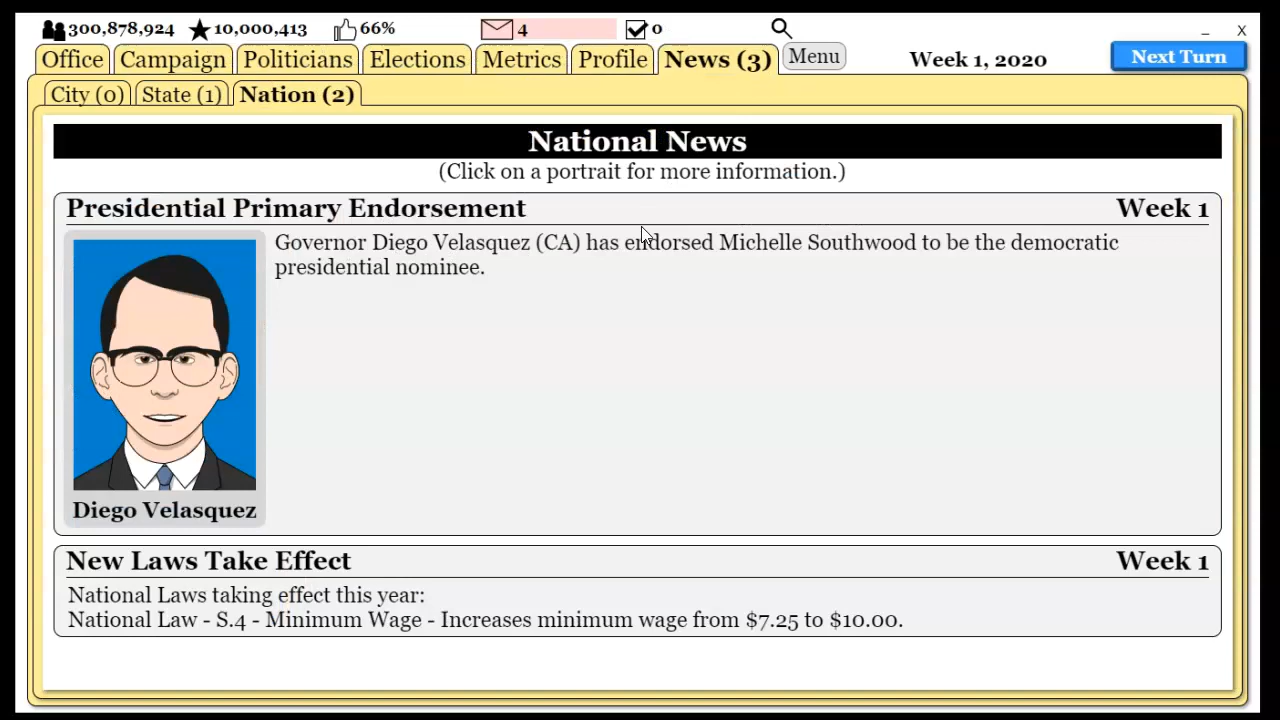 300,878,924 10,000,413 66% 4 0 _ X
Office Campaign Politicians Elections Metrics Profile News (3) Menu Week 1, 2020 Next Turn
City (0) State (1) Nation (2)
National News
(Click on a portrait for more information.)
Presidential Primary Endorsement Week 1
Governor Diego Velasquez (CA) has endorsed Michelle Southwood to be the democratic
presidential nominee.
Diego Velasquez
New Laws Take Effect Week 1
National Laws taking effect this year:
National Law - S.4 - Minimum Wage - Increases minimum wage from $7.25 to $10.00.